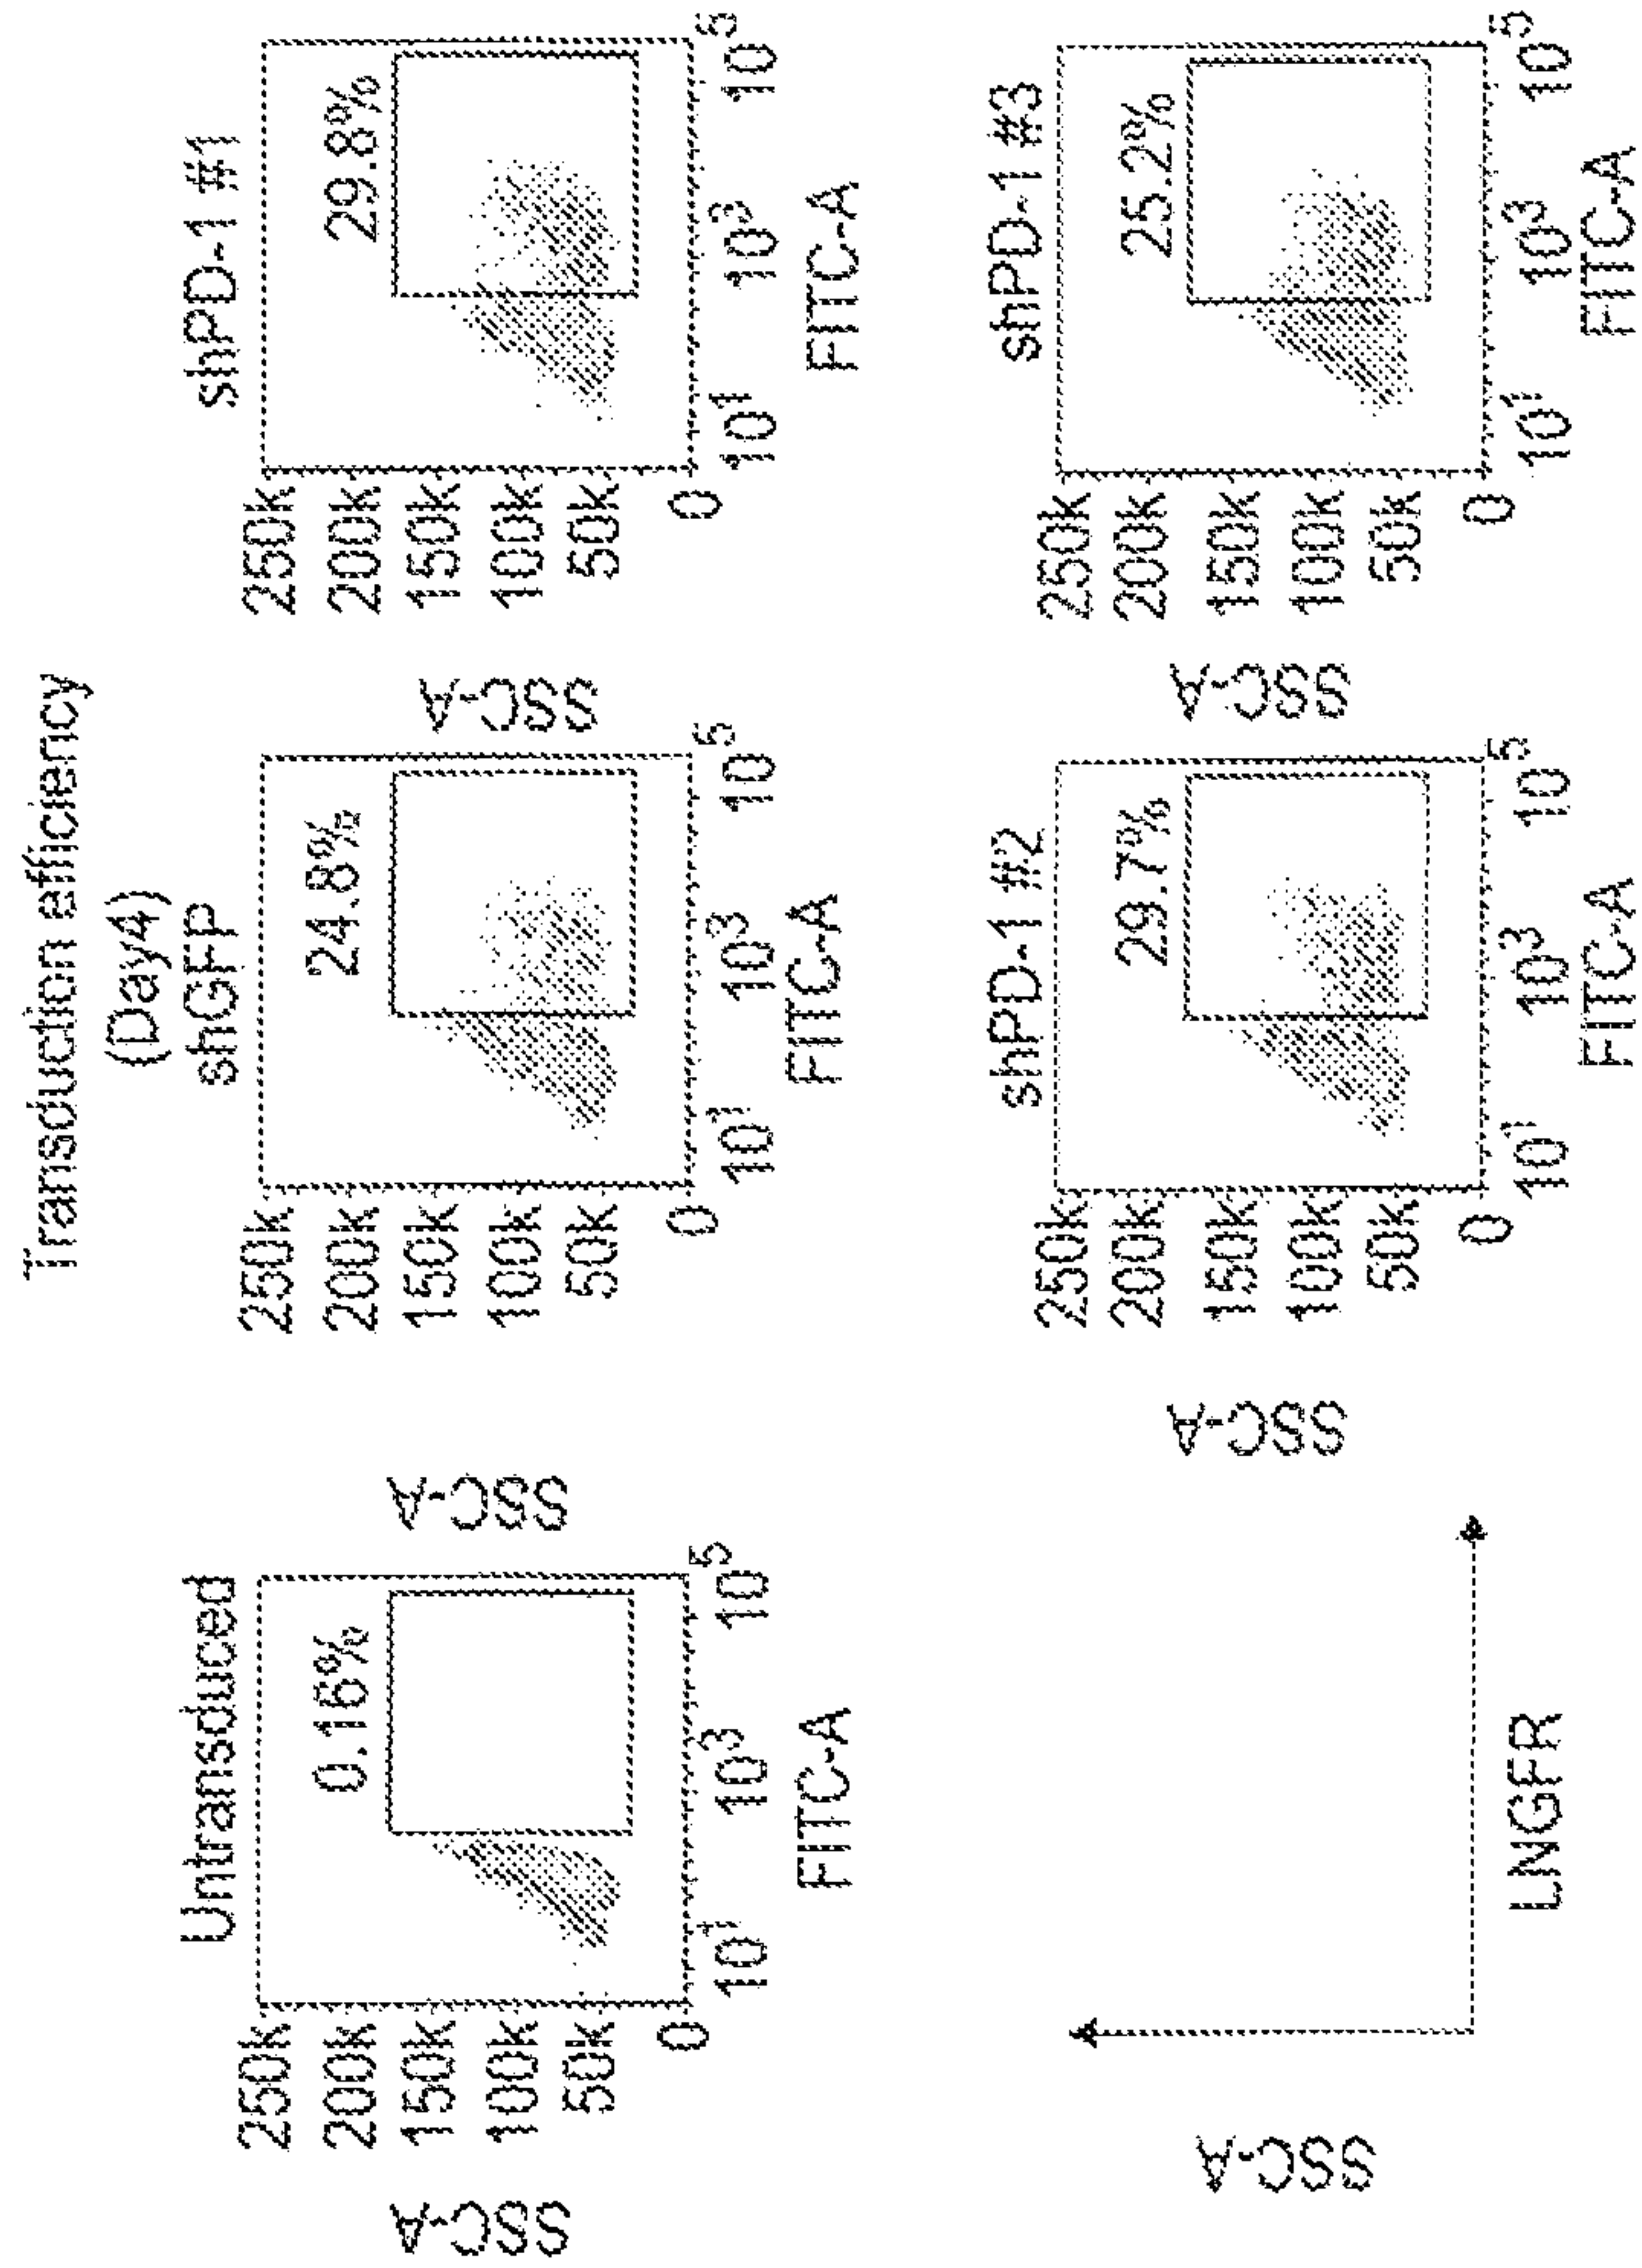 Transduction efficiency
(Day4)
Untransduced
0.16%
SSC-A
250k
200k
150k
100k
50k
0
10¹
10³
10⁵
FITC-A
shGFP
24.8%
SSC-A
250k
200k
150k
100k
50k
0
10¹
10³
10⁵
FITC-A
shPD-1 #1
29.8%
SSC-A
250k
200k
150k
100k
50k
0
10¹
10³
10⁵
FITC-A
SSC-A
LNGFR
shPD-1 #2
29.7%
SSC-A
250k
200k
150k
100k
50k
0
10¹
10³
10⁵
FITC-A
shPD-1 #3
25.2%
SSC-A
250k
200k
150k
100k
50k
0
10¹
10³
10⁵
FITC-A